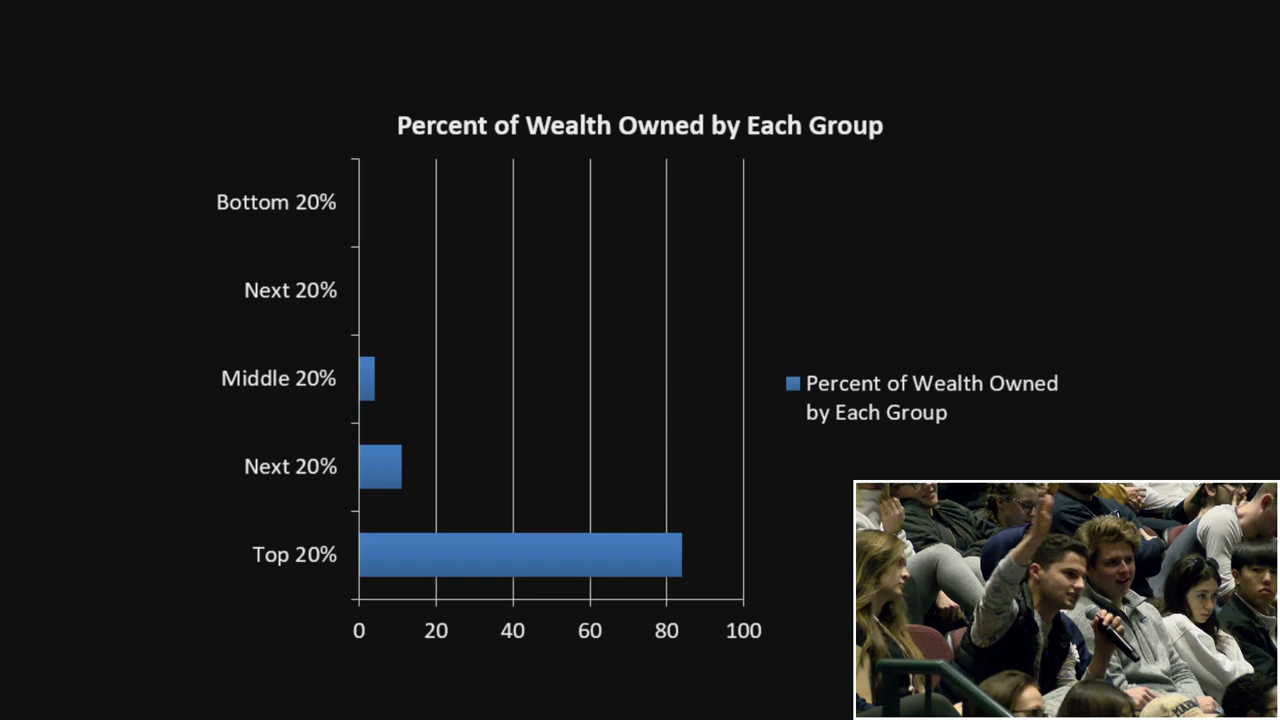 Percent of Wealth Owned by Each Group
Bottom 20%
Next 20%
Middle 20%
Next 20%
Top 20%
0 20 40 60 80 100
Percent of Wealth Owned
by Each Group